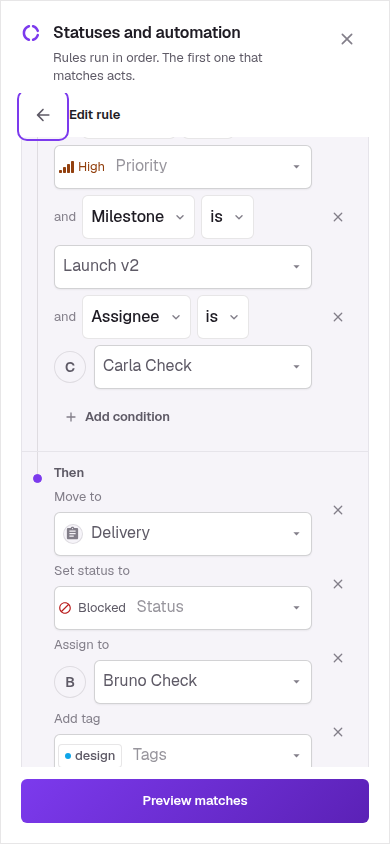 Statuses and automation
Rules run in order. The first one that
matches acts.
Edit rule
High Priority
and Milestone is
Launch v2
and Assignee is
C Carla Check
Add condition
Then
Move to
Delivery
Set status to
Blocked Status
Assign to
B Bruno Check
Add tag
design Tags
Preview matches